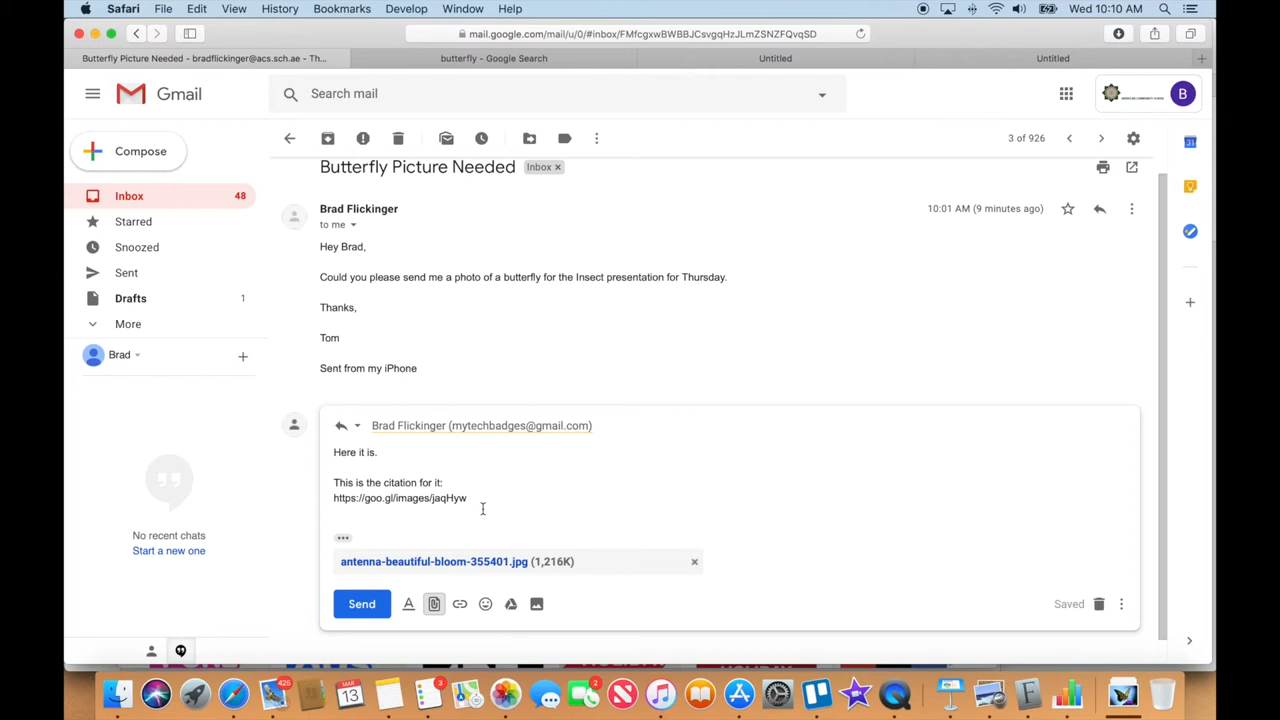 Safari File Edit View History Bookmarks Develop Window Help
Wed 10:10 AM
mail.google.com/mail/u/0/#inbox/FMfcgxwBWBBJCsvgqHzJLmZSNZFQvqSD
Butterfly Picture Needed - bradflickinger@acs.sch.ae - Th...
butterfly - Google Search
Untitled
Untitled
Gmail
Search mail
B
Compose
3 of 926
Inbox 48
Starred
Snoozed
Sent
Drafts 1
More
Brad
No recent chats
Start a new one
Butterfly Picture Needed Inbox x
Brad Flickinger
10:01 AM (9 minutes ago)
to me
Hey Brad,
Could you please send me a photo of a butterfly for the Insect presentation for Thursday.
Thanks,
Tom
Sent from my iPhone
Brad Flickinger (mytechbadges@gmail.com)
Here it is.
This is the citation for it:
https://goo.gl/images/jaqHyw
antenna-beautiful-bloom-355401.jpg (1,216K)
Send
Saved
426
MAR
13
3
2